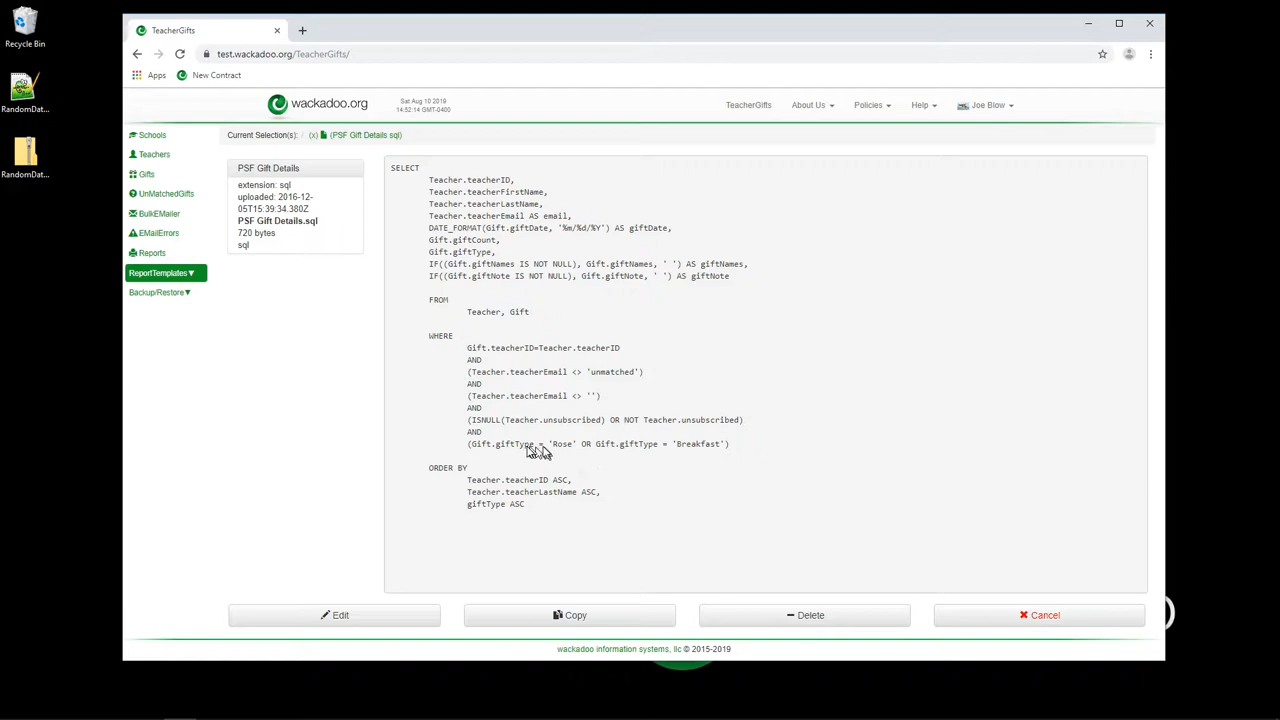 Recycle Bin
RandomDat...
RandomDat...
TeacherGifts
test.wackadoo.org/TeacherGifts/
Apps
New Contract
wackadoo.org
Sat Aug 10 2019
14:52:14 GMT-0400
TeacherGifts
About Us
Policies
Help
Joe Blow
Schools
Teachers
Gifts
UnMatchedGifts
BulkEMailer
EMailErrors
Reports
ReportTemplates▼
Backup/Restore▼
Current Selection(s): / (x) (PSF Gift Details sql)
PSF Gift Details
extension: sql
uploaded: 2016-12-
05T15:39:34.380Z
PSF Gift Details.sql
720 bytes
sql
SELECT
Teacher.teacherID,
Teacher.teacherFirstName,
Teacher.teacherLastName,
Teacher.teacherEmail AS email,
DATE_FORMAT(Gift.giftDate, '%m/%d/%Y') AS giftDate,
Gift.giftCount,
Gift.giftType,
IF((Gift.giftNames IS NOT NULL), Gift.giftNames, ' ') AS giftNames,
IF((Gift.giftNote IS NOT NULL), Gift.giftNote, ' ') AS giftNote
FROM
Teacher, Gift
WHERE
Gift.teacherID=Teacher.teacherID
AND
(Teacher.teacherEmail <> 'unmatched')
AND
(Teacher.teacherEmail <> '')
AND
(ISNULL(Teacher.unsubscribed) OR NOT Teacher.unsubscribed)
AND
(Gift.giftType = 'Rose' OR Gift.giftType = 'Breakfast')
ORDER BY
Teacher.teacherID ASC,
Teacher.teacherLastName ASC,
giftType ASC
Edit
Copy
Delete
Cancel
wackadoo information systems, llc © 2015-2019